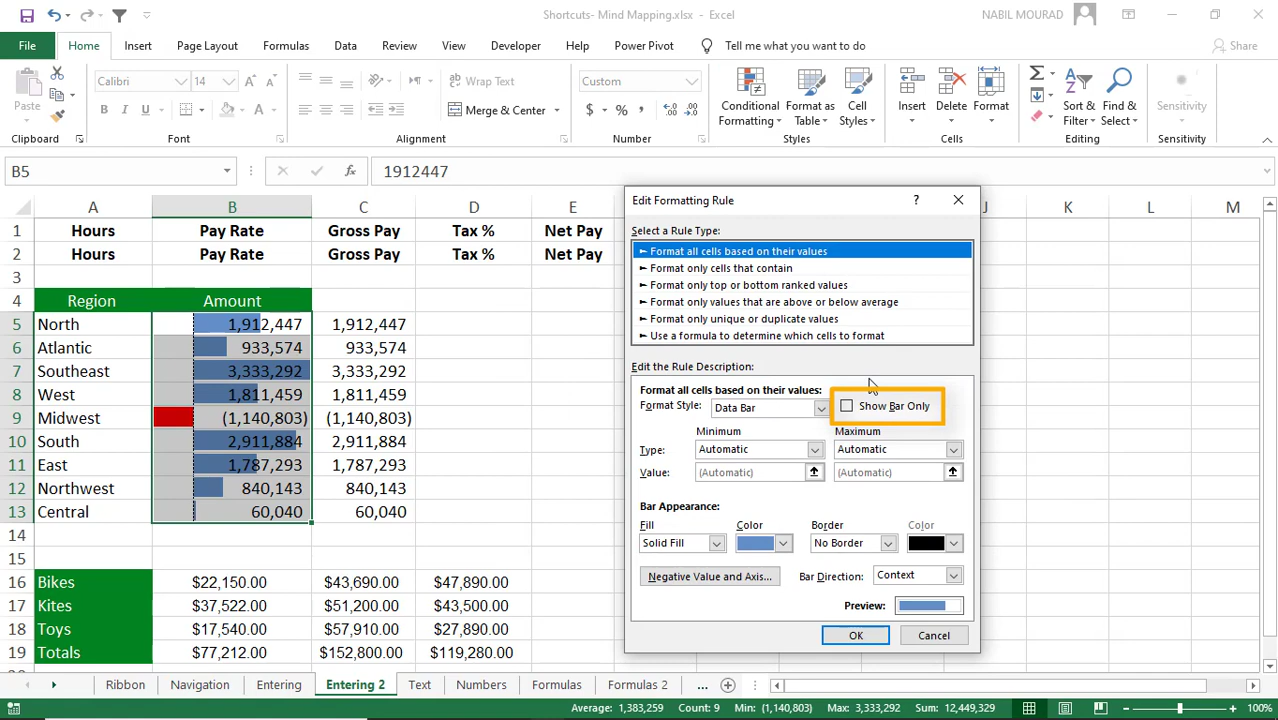 Shortcuts- Mind Mapping.xlsx - Excel
NABIL MOURAD
File Home Insert Page Layout Formulas Data Review View Developer Help Power Pivot Tell me what you want to do Share
Paste
Clipboard
Calibri 14
B I U
Font
Wrap Text
Merge & Center
Alignment
Custom
$ % ,
Number
Conditional Formatting
Format as Table
Cell Styles
Styles
Insert
Delete
Format
Cells
Sort & Filter
Find & Select
Editing
Sensitivity
Sensitivity
B5
fx
1912447
A B C D E J K L M
1 Hours Pay Rate Gross Pay Tax % Net Pay
2 Hours Pay Rate Gross Pay Tax % Net Pay
3
4 Region Amount
5 North 1,912,447 1,912,447
6 Atlantic 933,574 933,574
7 Southeast 3,333,292 3,333,292
8 West 1,811,459 1,811,459
9 Midwest (1,140,803) (1,140,803)
10 South 2,911,884 2,911,884
11 East 1,787,293 1,787,293
12 Northwest 840,143 840,143
13 Central 60,040 60,040
14
15
16 Bikes $22,150.00 $43,690.00 $47,890.00
17 Kites $37,522.00 $51,200.00 $43,500.00
18 Toys $17,540.00 $57,910.00 $27,890.00
19 Totals $77,212.00 $152,800.00 $119,280.00
Edit Formatting Rule
?
Select a Rule Type:
► Format all cells based on their values
► Format only cells that contain
► Format only top or bottom ranked values
► Format only values that are above or below average
► Format only unique or duplicate values
► Use a formula to determine which cells to format
Edit the Rule Description:
Format all cells based on their values:
Format Style: Data Bar Show Bar Only
Minimum Maximum
Type: Automatic Automatic
Value: (Automatic) (Automatic)
Bar Appearance:
Fill Color Border Color
Solid Fill No Border
Negative Value and Axis... Bar Direction: Context
Preview:
OK Cancel
Ribbon Navigation Entering Entering 2 Text Numbers Formulas Formulas 2 ...
Average: 1,383,259 Count: 9 Min: (1,140,803) Max: 3,333,292 Sum: 12,449,329 100%